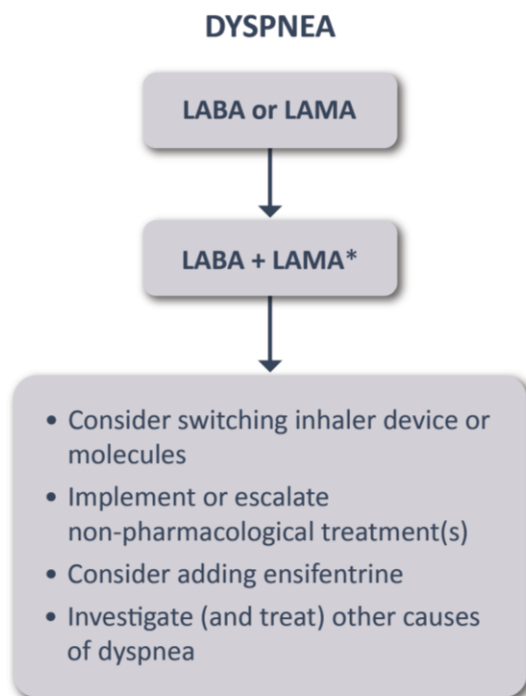 DYSPNEA
LABA or LAMA
LABA + LAMA*
• Consider switching inhaler device or
molecules
• Implement or escalate
non-pharmacological treatment(s)
• Consider adding ensifentrine
• Investigate (and treat) other causes
of dyspnea